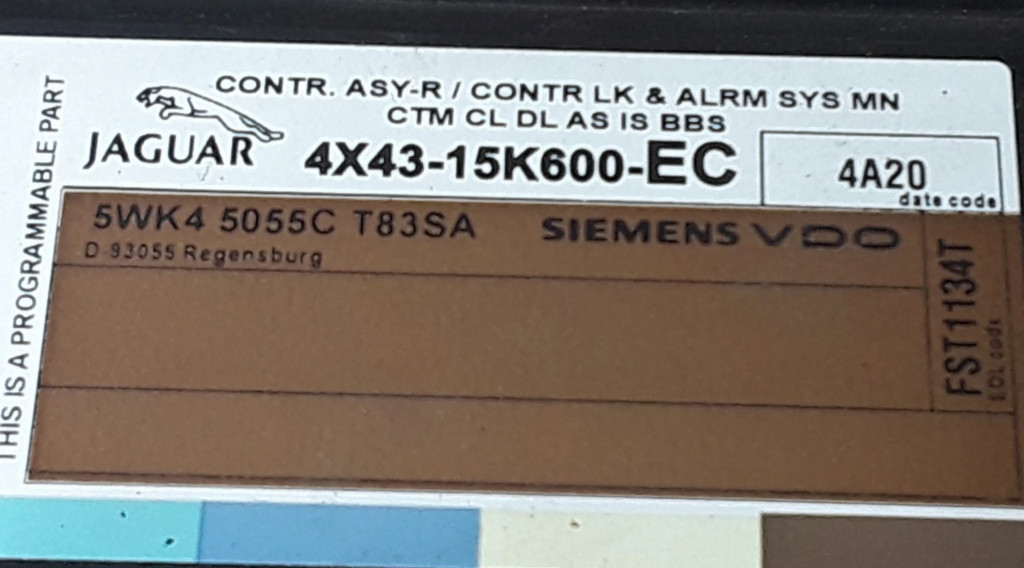 THIS IS A PROGRAMMABLE PART
CONTR. ASY-R / CONTR LK & ALRM SYS MN
CTM CL DL AS IS BBS
JAGUAR 4X43-15K600-EC
4A20
date code
5WK4 5055C T83SA SIEMENS VDO
D-93055 Regensburg
FST1134T
EOL code